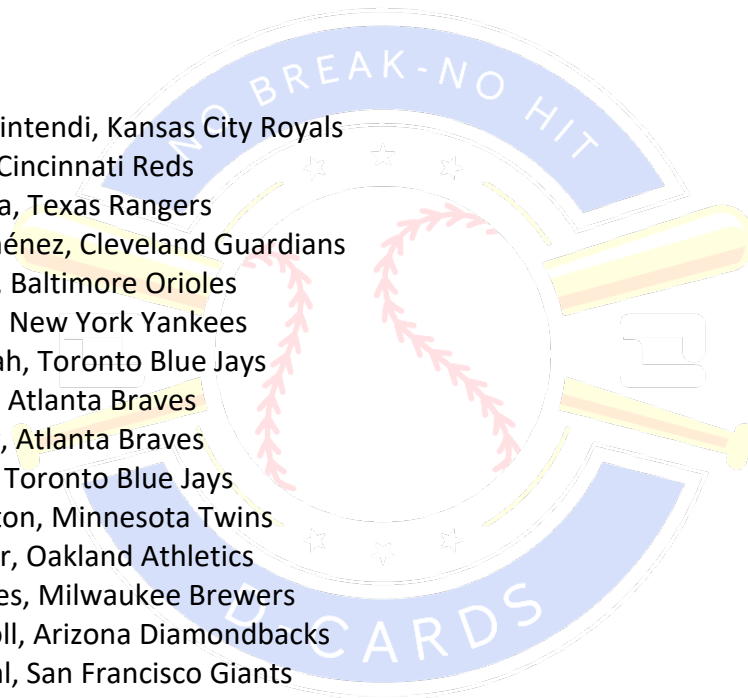 NO BREAK-NO HIT
intendi, Kansas City Royals
Cincinnati Reds
a, Texas Rangers
énez, Cleveland Guardians
, Baltimore Orioles
, New York Yankees
ah, Toronto Blue Jays
, Atlanta Braves
, Atlanta Braves
, Toronto Blue Jays
ton, Minnesota Twins
r, Oakland Athletics
es, Milwaukee Brewers
oll, Arizona Diamondbacks
al, San Francisco Giants
D-CARDS